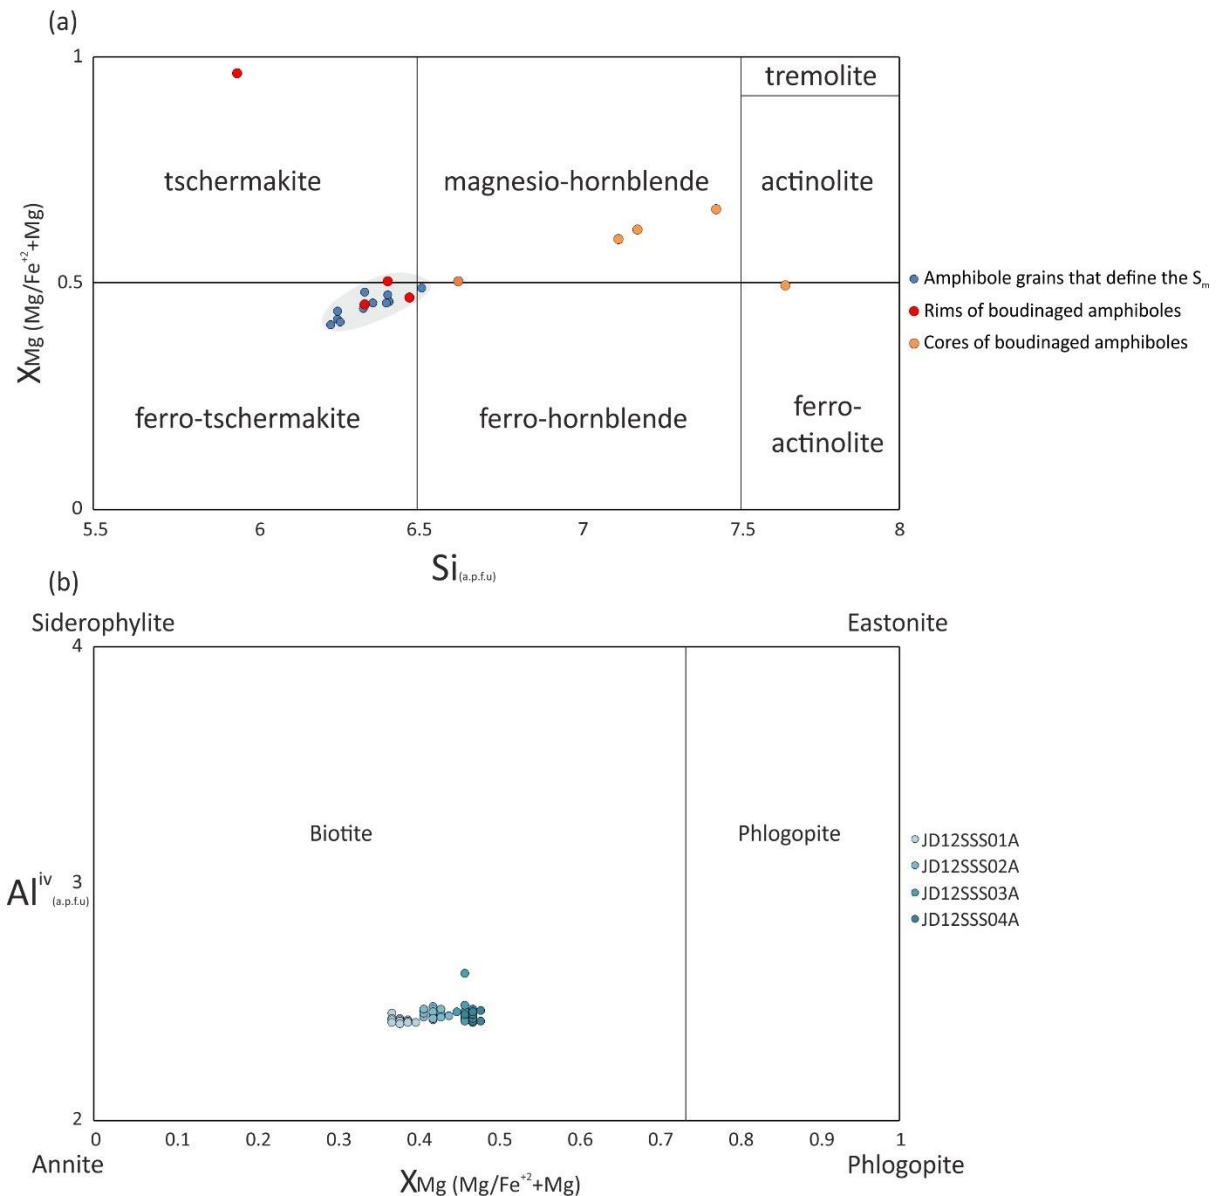 (a)
1
tremolite
tschermakite
magnesio-hornblende
actinolite
XMg (Mg/Fe+2+Mg)
0.5
Amphibole grains that define the Sm
Rims of boudinaged amphiboles
Cores of boudinaged amphiboles
ferro-tschermakite
ferro-hornblende
ferro-
actinolite
0
5.5 6 6.5 7 7.5 8
Si(a.p.f.u)
(b)
Siderophylite Eastonite
4
Biotite
Phlogopite
JD12SSS01A
JD12SSS02A
JD12SSS03A
JD12SSS04A
3
Aliv(a.p.f.u)
2
0 0.1 0.2 0.3 0.4 0.5 0.6 0.7 0.8 0.9 1
Annite Phlogopite
XMg (Mg/Fe+2+Mg)